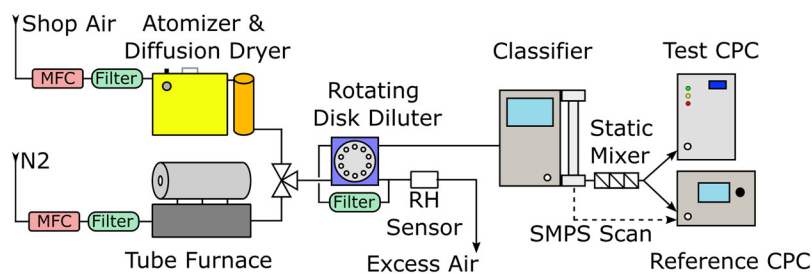 Shop Air
Atomizer &
Diffusion Dryer
MFC
Filter
N2
MFC
Filter
Tube Furnace
Rotating
Disk Diluter
Filter
RH
Sensor
Excess Air
Classifier
Static
Mixer
SMPS Scan
Test CPC
Reference CPC